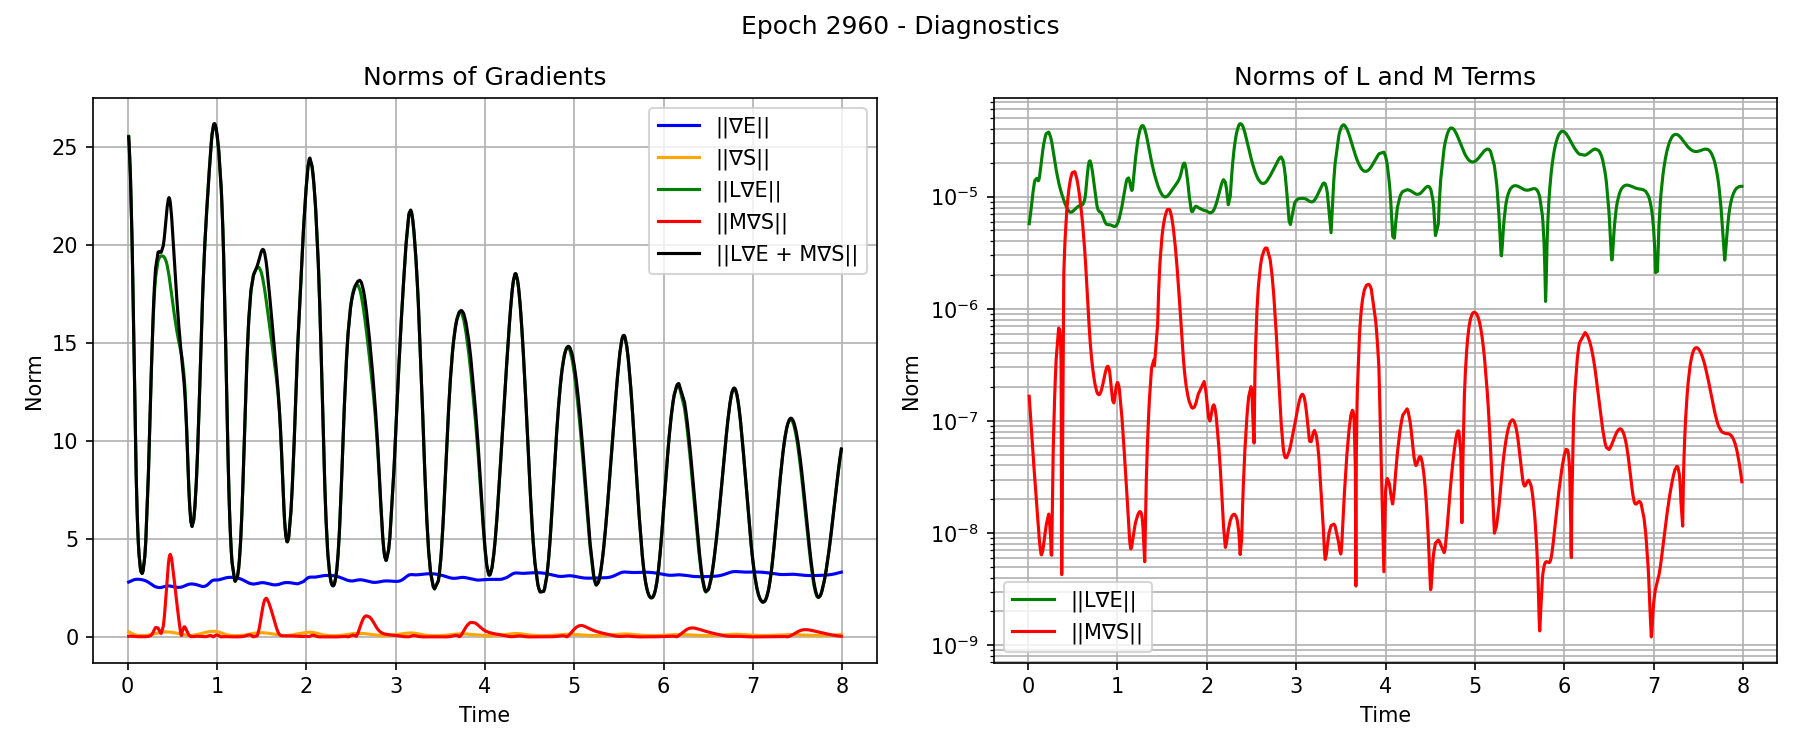 Epoch 2960 - Diagnostics
Norms of Gradients
Norm
25
20
15
10
5
0
0 1 2 3 4 5 6 7 8
Time
||∇E||
||∇S||
||L∇E||
||M∇S||
||L∇E + M∇S||
Norms of L and M Terms
Norm
10⁻⁵
10⁻⁶
10⁻⁷
10⁻⁸
10⁻⁹
0 1 2 3 4 5 6 7 8
Time
||L∇E||
||M∇S||